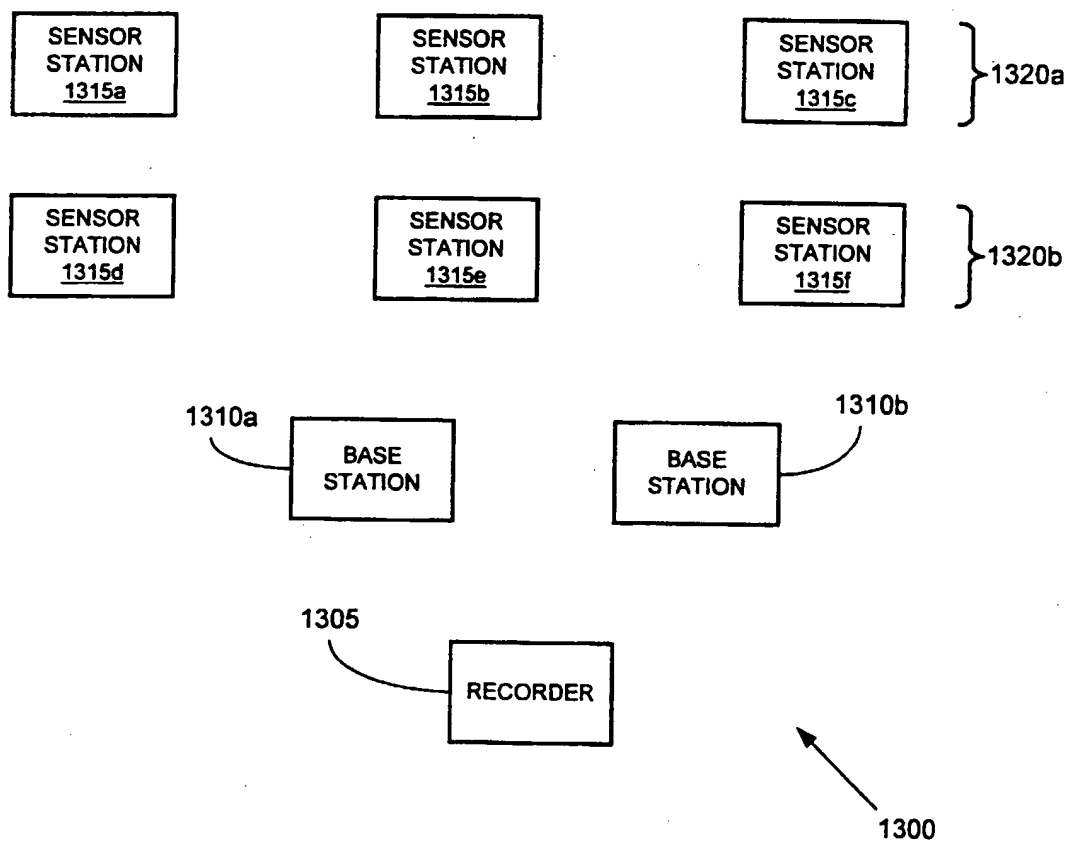 SENSOR
STATION
1315a
SENSOR
STATION
1315b
SENSOR
STATION
1315c
1320a
SENSOR
STATION
1315d
SENSOR
STATION
1315e
SENSOR
STATION
1315f
1320b
1310a
BASE
STATION
1310b
BASE
STATION
1305
RECORDER
1300